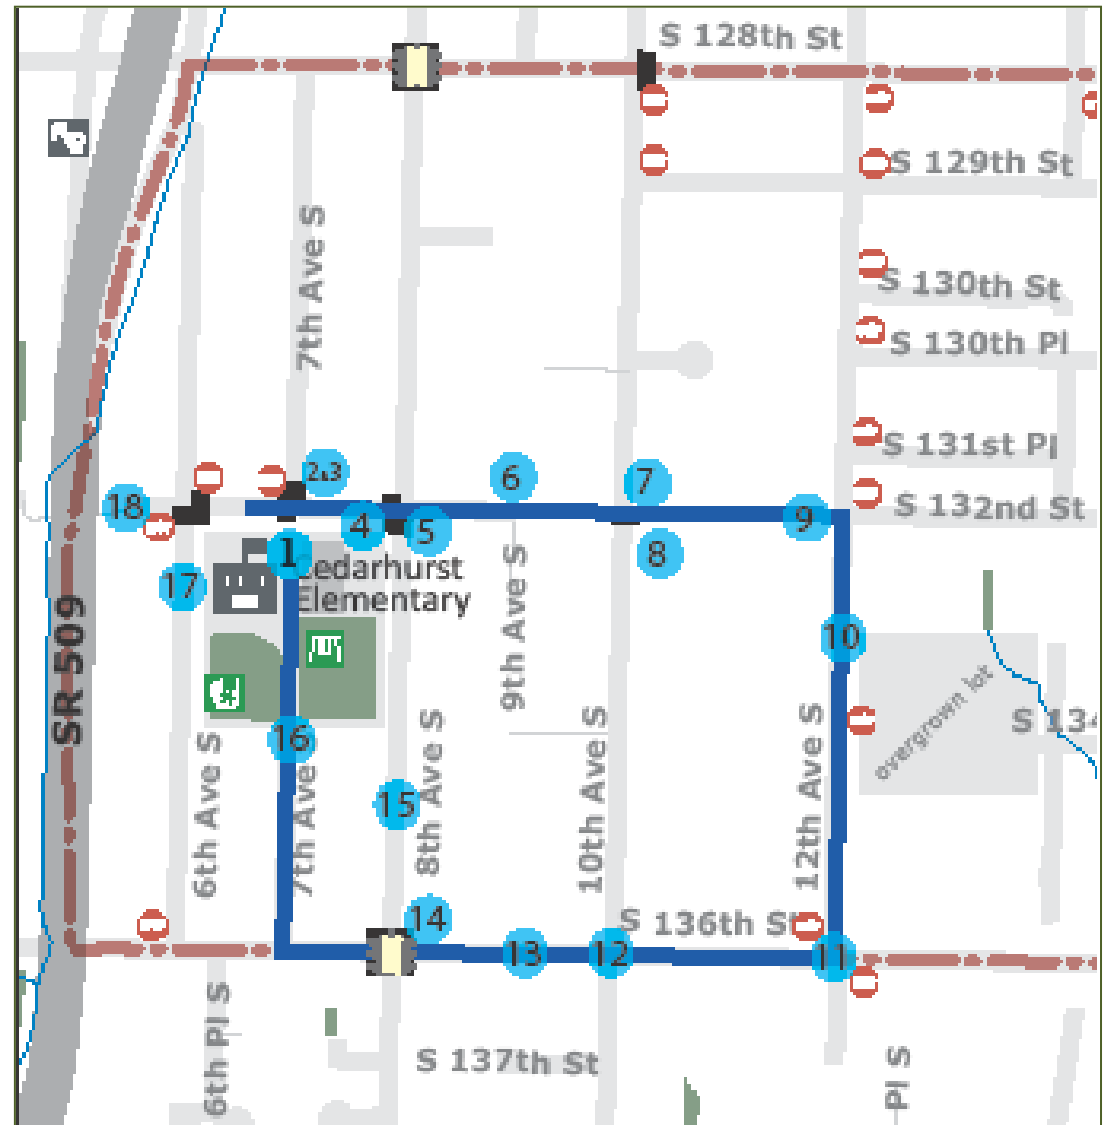 S 128th St
S 129th St
7th Ave S
S 130th St
S 130th Pl
S 131st Pl
2&3
6
7
18
S 132nd St
9
4
5
1
8
Cedarhurst
Elementary
17
9th Ave S
SR 509
10
overgrown lot
S 134
16
6th Ave S
7th Ave S
15
8th Ave S
10th Ave S
12th Ave S
14
S 136th St
13
12
11
6th Pl S
S 137th St
Pl S